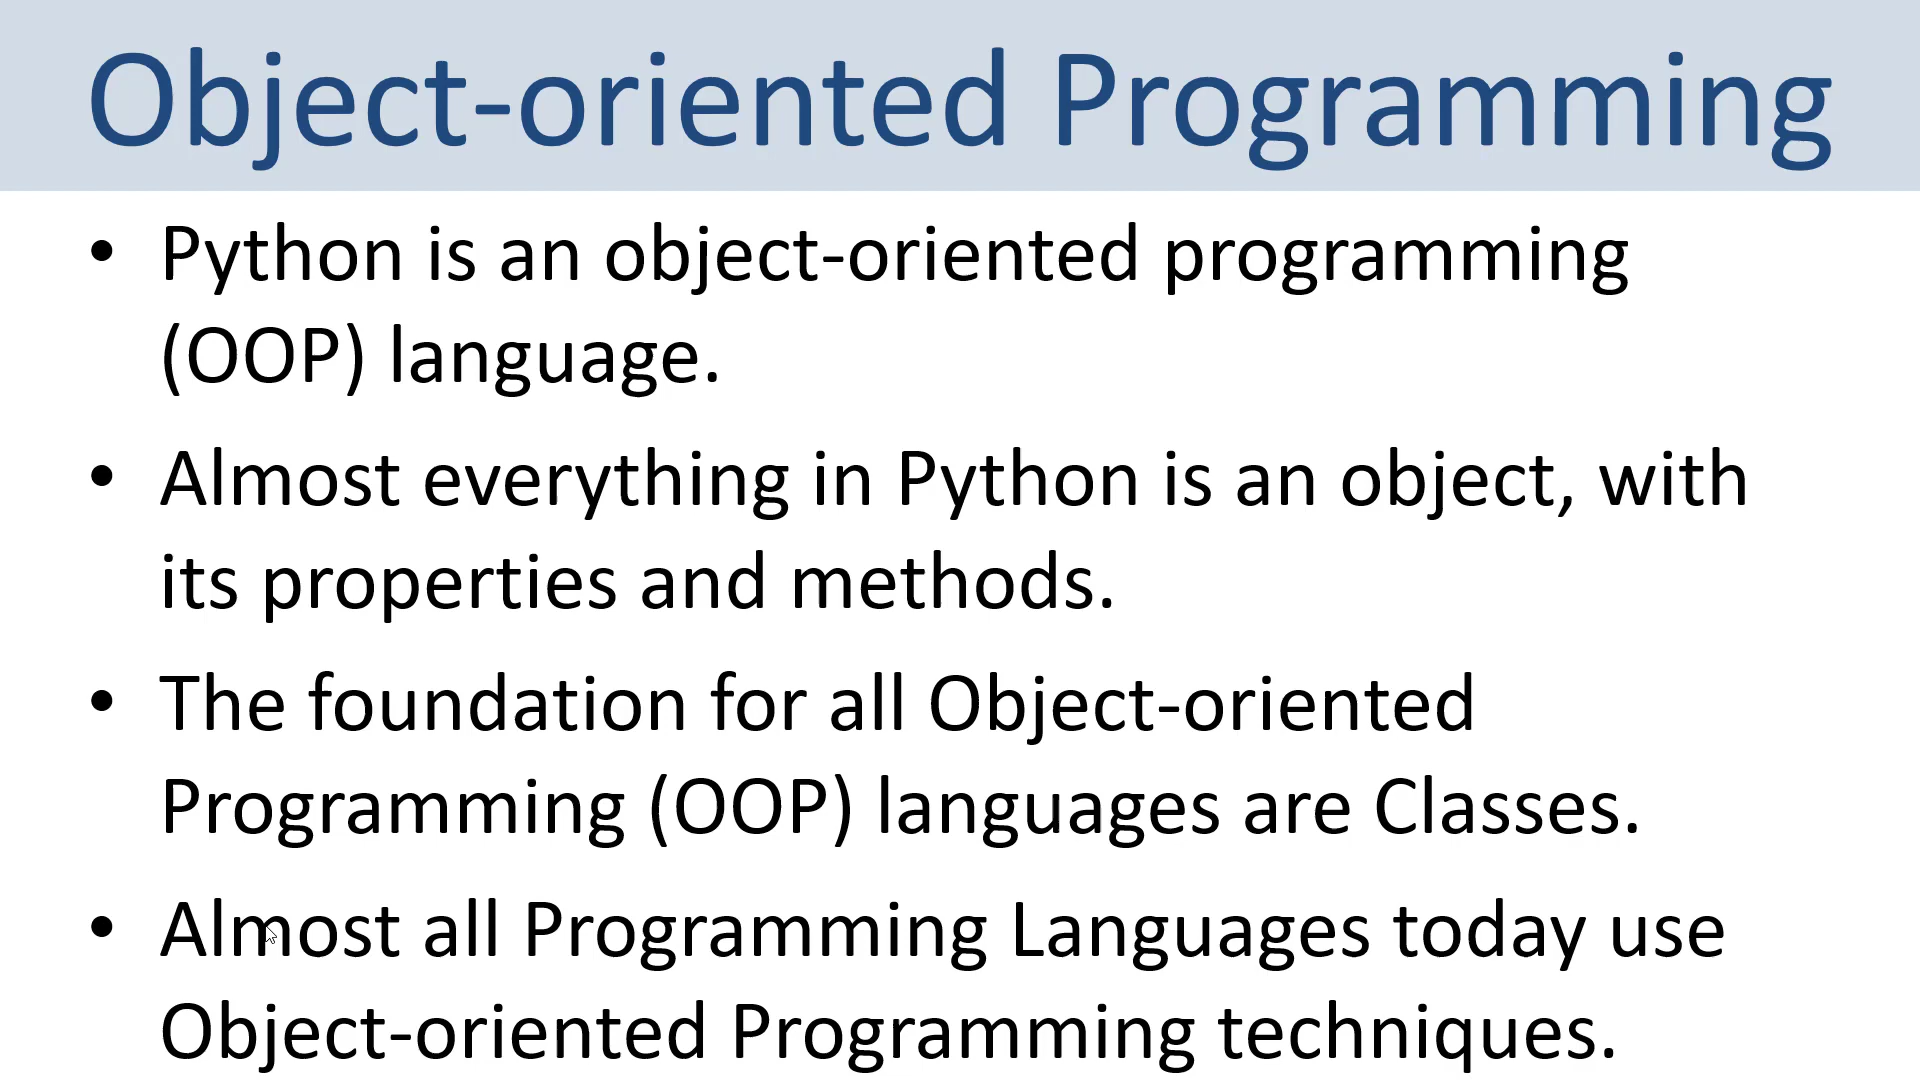 Object-oriented Programming
• Python is an object-oriented programming
(OOP) language.
• Almost everything in Python is an object, with
its properties and methods.
• The foundation for all Object-oriented
Programming (OOP) languages are Classes.
• Almost all Programming Languages today use
Object-oriented Programming techniques.